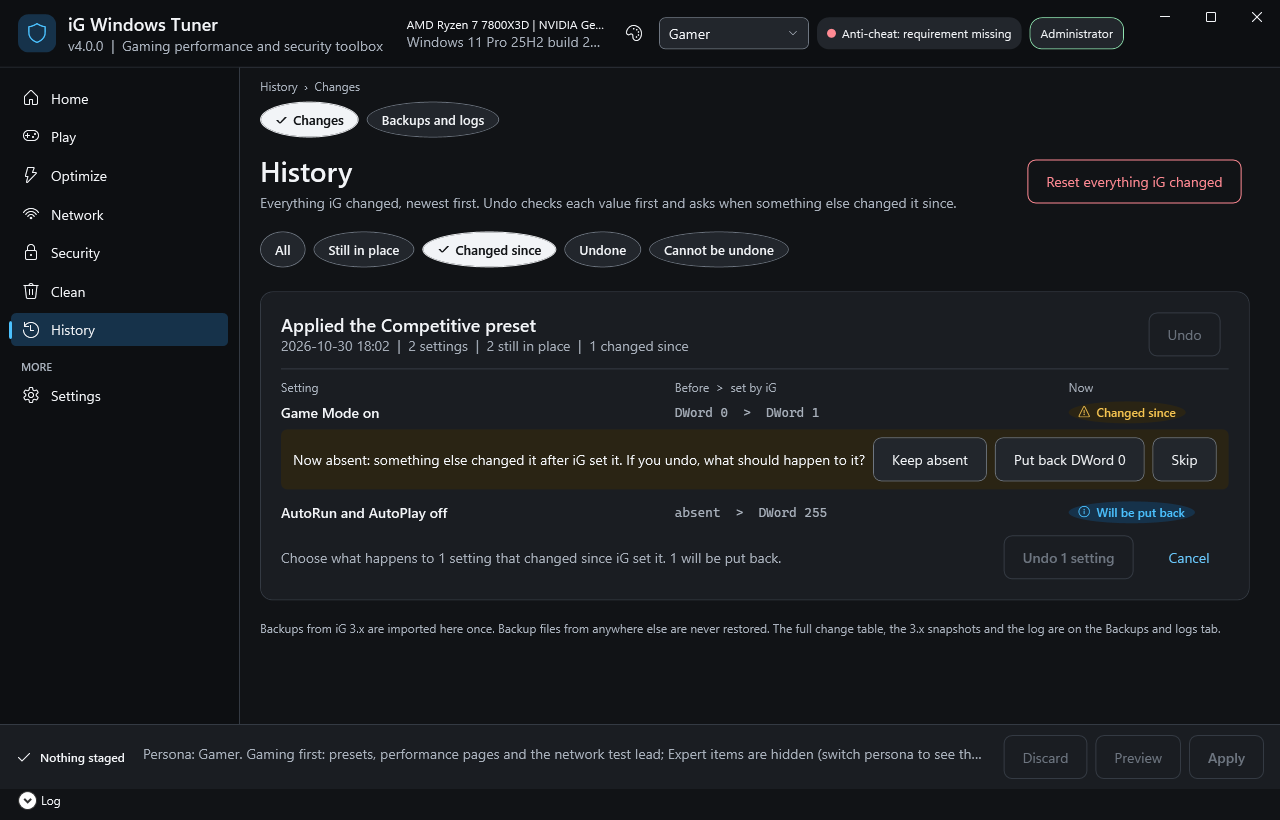 iG Windows Tuner
v4.0.0 | Gaming performance and security toolbox
AMD Ryzen 7 7800X3D | NVIDIA Ge...
Windows 11 Pro 25H2 build 2...
Gamer
Anti-cheat: requirement missing
Administrator
Home
Play
Optimize
Network
Security
Clean
History
MORE
Settings
History › Changes
Changes
Backups and logs
History
Everything iG changed, newest first. Undo checks each value first and asks when something else changed it since.
Reset everything iG changed
All
Still in place
Changed since
Undone
Cannot be undone
Applied the Competitive preset
2026-10-30 18:02 | 2 settings | 2 still in place | 1 changed since
Undo
Setting
Before > set by iG
Now
Game Mode on
DWord 0 > DWord 1
Changed since
Now absent: something else changed it after iG set it. If you undo, what should happen to it?
Keep absent
Put back DWord 0
Skip
AutoRun and AutoPlay off
absent > DWord 255
Will be put back
Choose what happens to 1 setting that changed since iG set it. 1 will be put back.
Undo 1 setting
Cancel
Backups from iG 3.x are imported here once. Backup files from anywhere else are never restored. The full change table, the 3.x snapshots and the log are on the Backups and logs tab.
Nothing staged
Persona: Gamer. Gaming first: presets, performance pages and the network test lead; Expert items are hidden (switch persona to see th...
Discard
Preview
Apply
Log